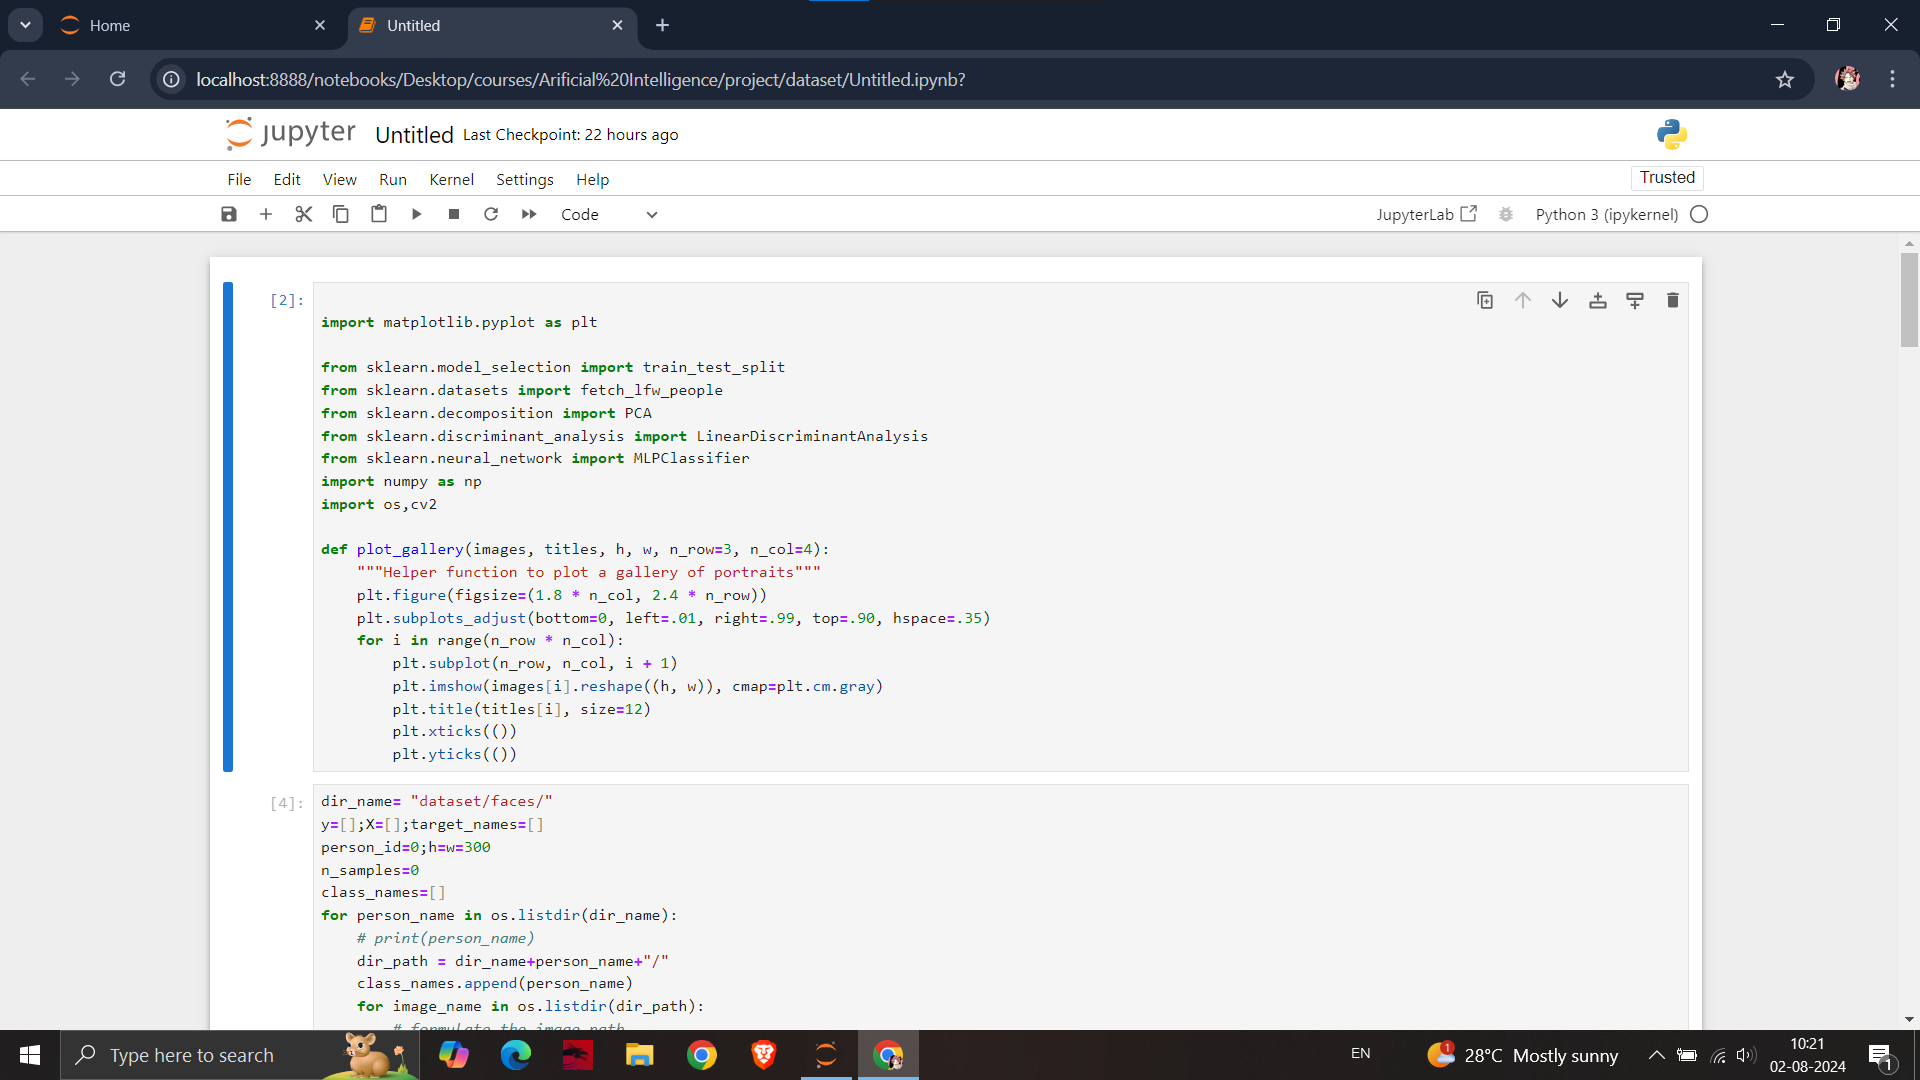 Home
Untitled
localhost:8888/notebooks/Desktop/courses/Arificial%20Intelligence/project/dataset/Untitled.ipynb?
jupyter Untitled Last Checkpoint: 22 hours ago
File Edit View Run Kernel Settings Help
Trusted
Code
JupyterLab
Python 3 (ipykernel)
[2]:
import matplotlib.pyplot as plt
from sklearn.model_selection import train_test_split
from sklearn.datasets import fetch_lfw_people
from sklearn.decomposition import PCA
from sklearn.discriminant_analysis import LinearDiscriminantAnalysis
from sklearn.neural_network import MLPClassifier
import numpy as np
import os,cv2
def plot_gallery(images, titles, h, w, n_row=3, n_col=4):
    """Helper function to plot a gallery of portraits"""
    plt.figure(figsize=(1.8 * n_col, 2.4 * n_row))
    plt.subplots_adjust(bottom=0, left=.01, right=.99, top=.90, hspace=.35)
    for i in range(n_row * n_col):
        plt.subplot(n_row, n_col, i + 1)
        plt.imshow(images[i].reshape((h, w)), cmap=plt.cm.gray)
        plt.title(titles[i], size=12)
        plt.xticks(())
        plt.yticks(())
[4]:
dir_name= "dataset/faces/"
y=[];X=[];target_names=[]
person_id=0;h=w=300
n_samples=0
class_names=[]
for person_name in os.listdir(dir_name):
    # print(person_name)
    dir_path = dir_name+person_name+"/"
    class_names.append(person_name)
    for image_name in os.listdir(dir_path):
        # formulate the image path
Type here to search
EN
1
28°C Mostly sunny
10:21
02-08-2024
1